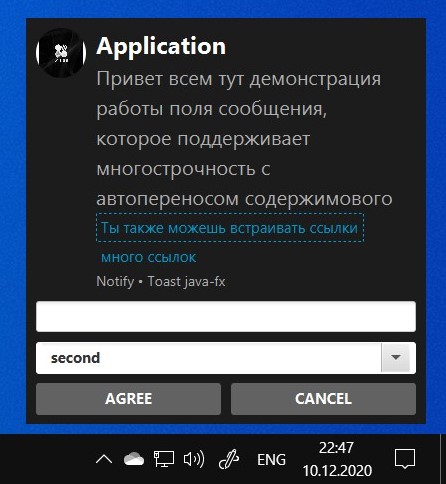 Application
Привет всем тут демонстрация
работы поля сообщения,
которое поддерживает
многострочность с
автопереносом содержимого
Ты также можешь встраивать ссылки
много ссылок
Notify • Toast java-fx
second
AGREE CANCEL
ENG
22:47
10.12.2020